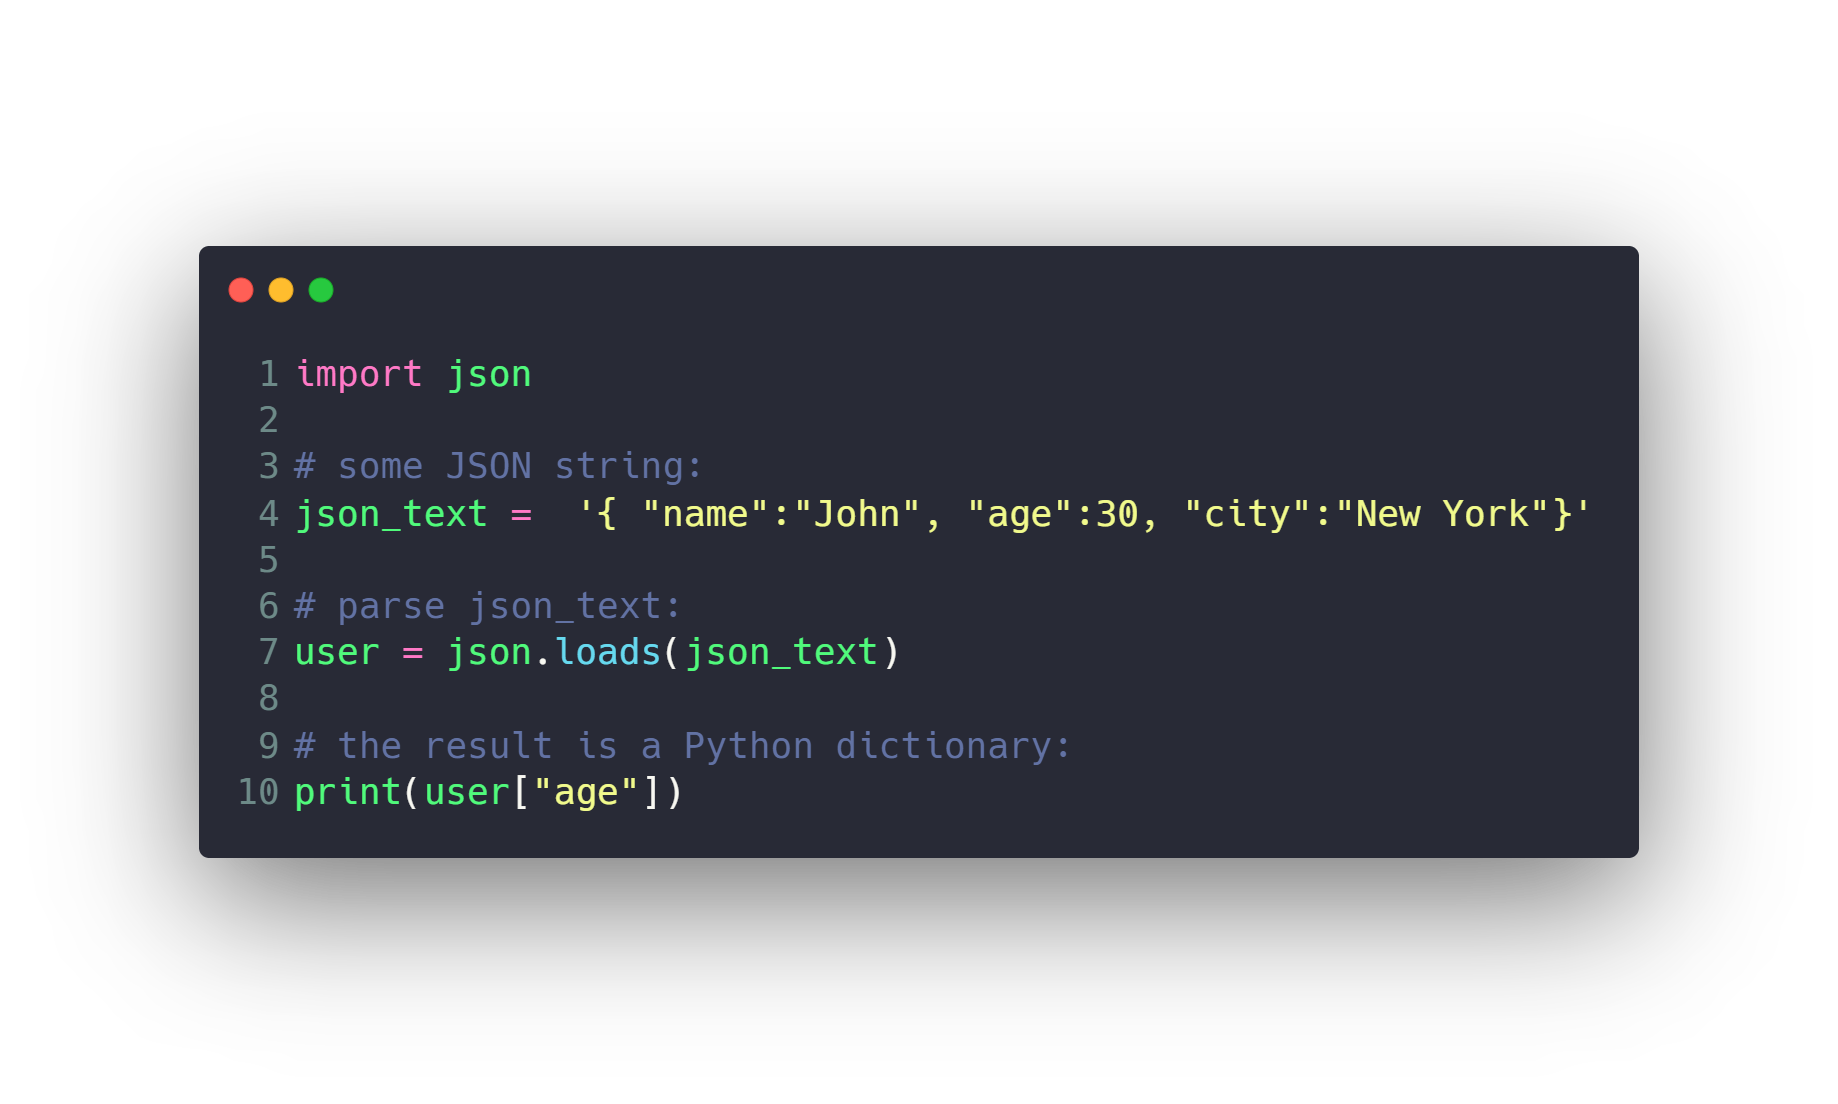 1 import json
2
3 # some JSON string:
4 json_text =  '{ "name":"John", "age":30, "city":"New York"}'
5
6 # parse json_text:
7 user = json.loads(json_text)
8
9 # the result is a Python dictionary:
10 print(user["age"])